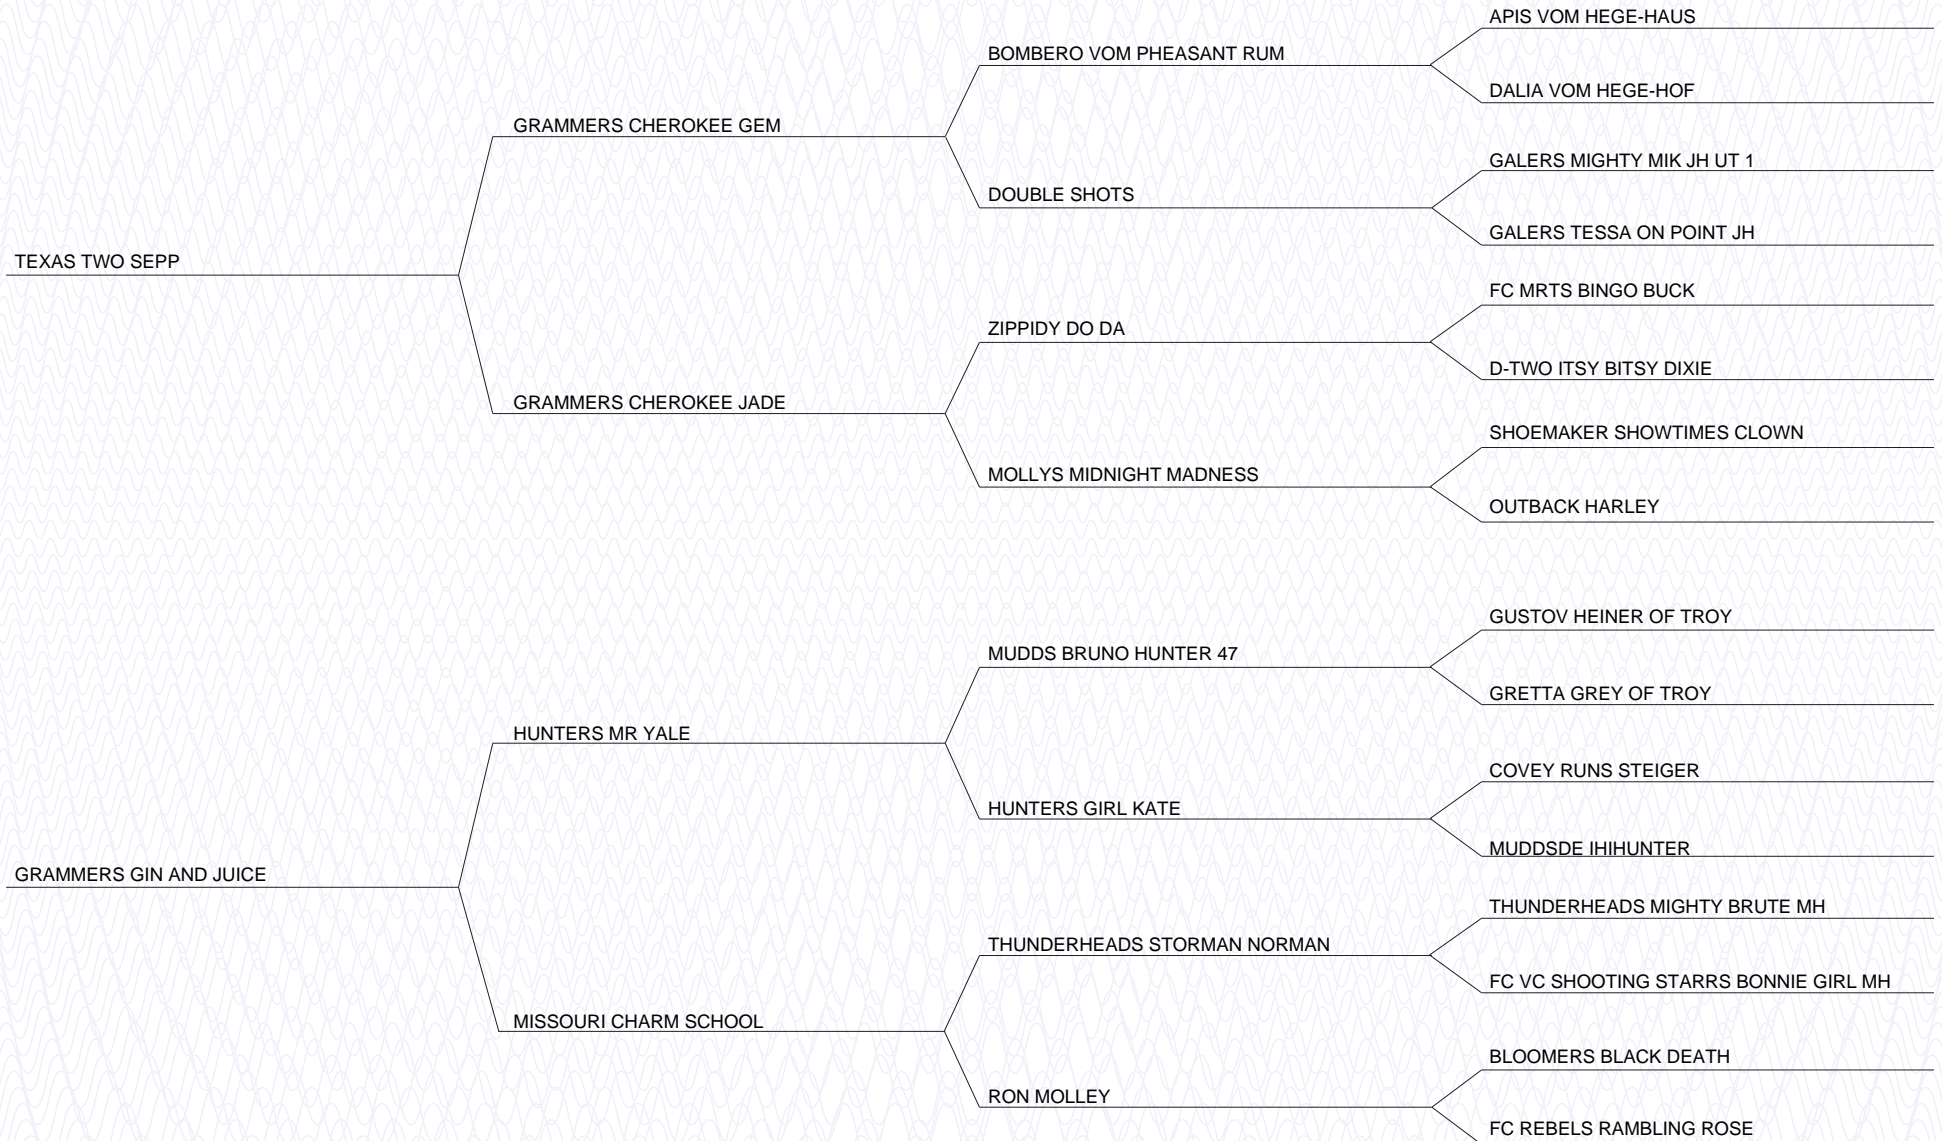 APIS VOM HEGE-HAUS
BOMBERO VOM PHEASANT RUM
DALIA VOM HEGE-HOF
GRAMMERS CHEROKEE GEM
GALERS MIGHTY MIK JH UT 1
DOUBLE SHOTS
GALERS TESSA ON POINT JH
TEXAS TWO SEPP
FC MRTS BINGO BUCK
ZIPPIDY DO DA
D-TWO ITSY BITSY DIXIE
GRAMMERS CHEROKEE JADE
SHOEMAKER SHOWTIMES CLOWN
MOLLYS MIDNIGHT MADNESS
OUTBACK HARLEY
GUSTOV HEINER OF TROY
MUDDS BRUNO HUNTER 47
GRETTA GREY OF TROY
HUNTERS MR YALE
COVEY RUNS STEIGER
HUNTERS GIRL KATE
MUDDSDE IHIHUNTER
GRAMMERS GIN AND JUICE
THUNDERHEADS MIGHTY BRUTE MH
THUNDERHEADS STORMAN NORMAN
FC VC SHOOTING STARRS BONNIE GIRL MH
MISSOURI CHARM SCHOOL
BLOOMERS BLACK DEATH
RON MOLLEY
FC REBELS RAMBLING ROSE